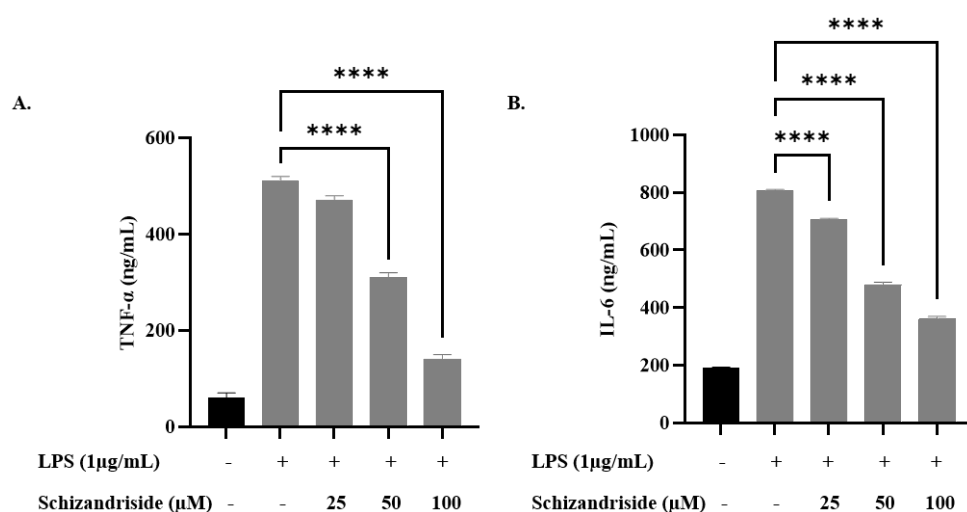 A.
****
****
600
400
200
0
TNF-α (ng/mL)
LPS (1μg/mL) - + + + +
Schizandriside (μM) - - 25 50 100
B.
****
****
****
1000
800
600
400
200
0
IL-6 (ng/mL)
LPS (1μg/mL) - + + + +
Schizandriside (μM) - - 25 50 100